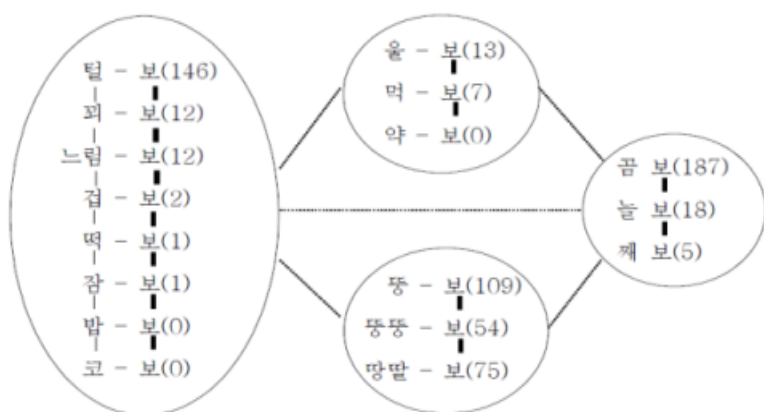 털 - 보(146)
꾀 - 보(12)
느림 - 보(12)
겁 - 보(2)
떡 - 보(1)
잠 - 보(1)
밥 - 보(0)
코 - 보(0)
울 - 보(13)
먹 - 보(7)
약 - 보(0)
뚱 - 보(109)
뚱뚱 - 보(54)
땅딸 - 보(75)
곰 보(187)
늘 보(18)
째 보(5)